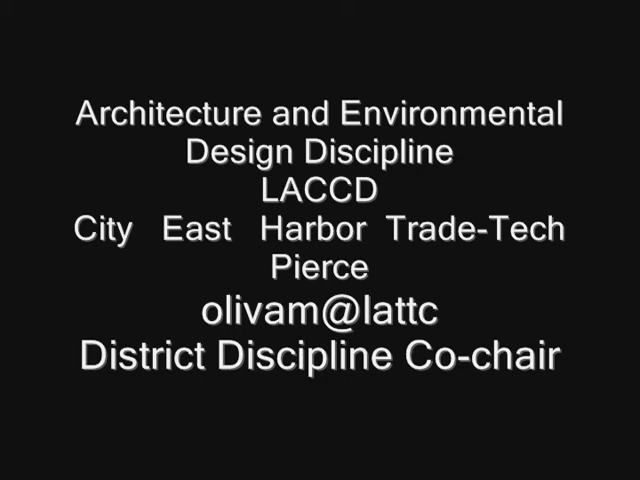 Architecture and Environmental
Design Discipline
LACCD
City East Harbor Trade-Tech
Pierce
olivam@lattc
District Discipline Co-chair